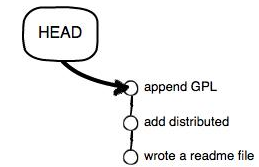 HEAD
append GPL
add distributed
wrote a readme file